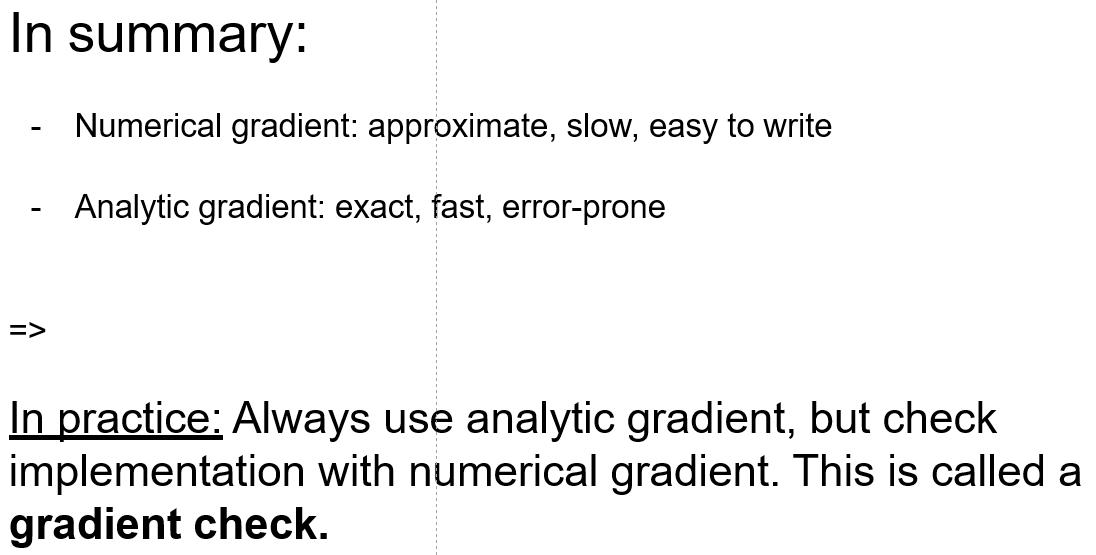 In summary:
- Numerical gradient: approximate, slow, easy to write
- Analytic gradient: exact, fast, error-prone
=>
In practice: Always use analytic gradient, but check
implementation with numerical gradient. This is called a
gradient check.